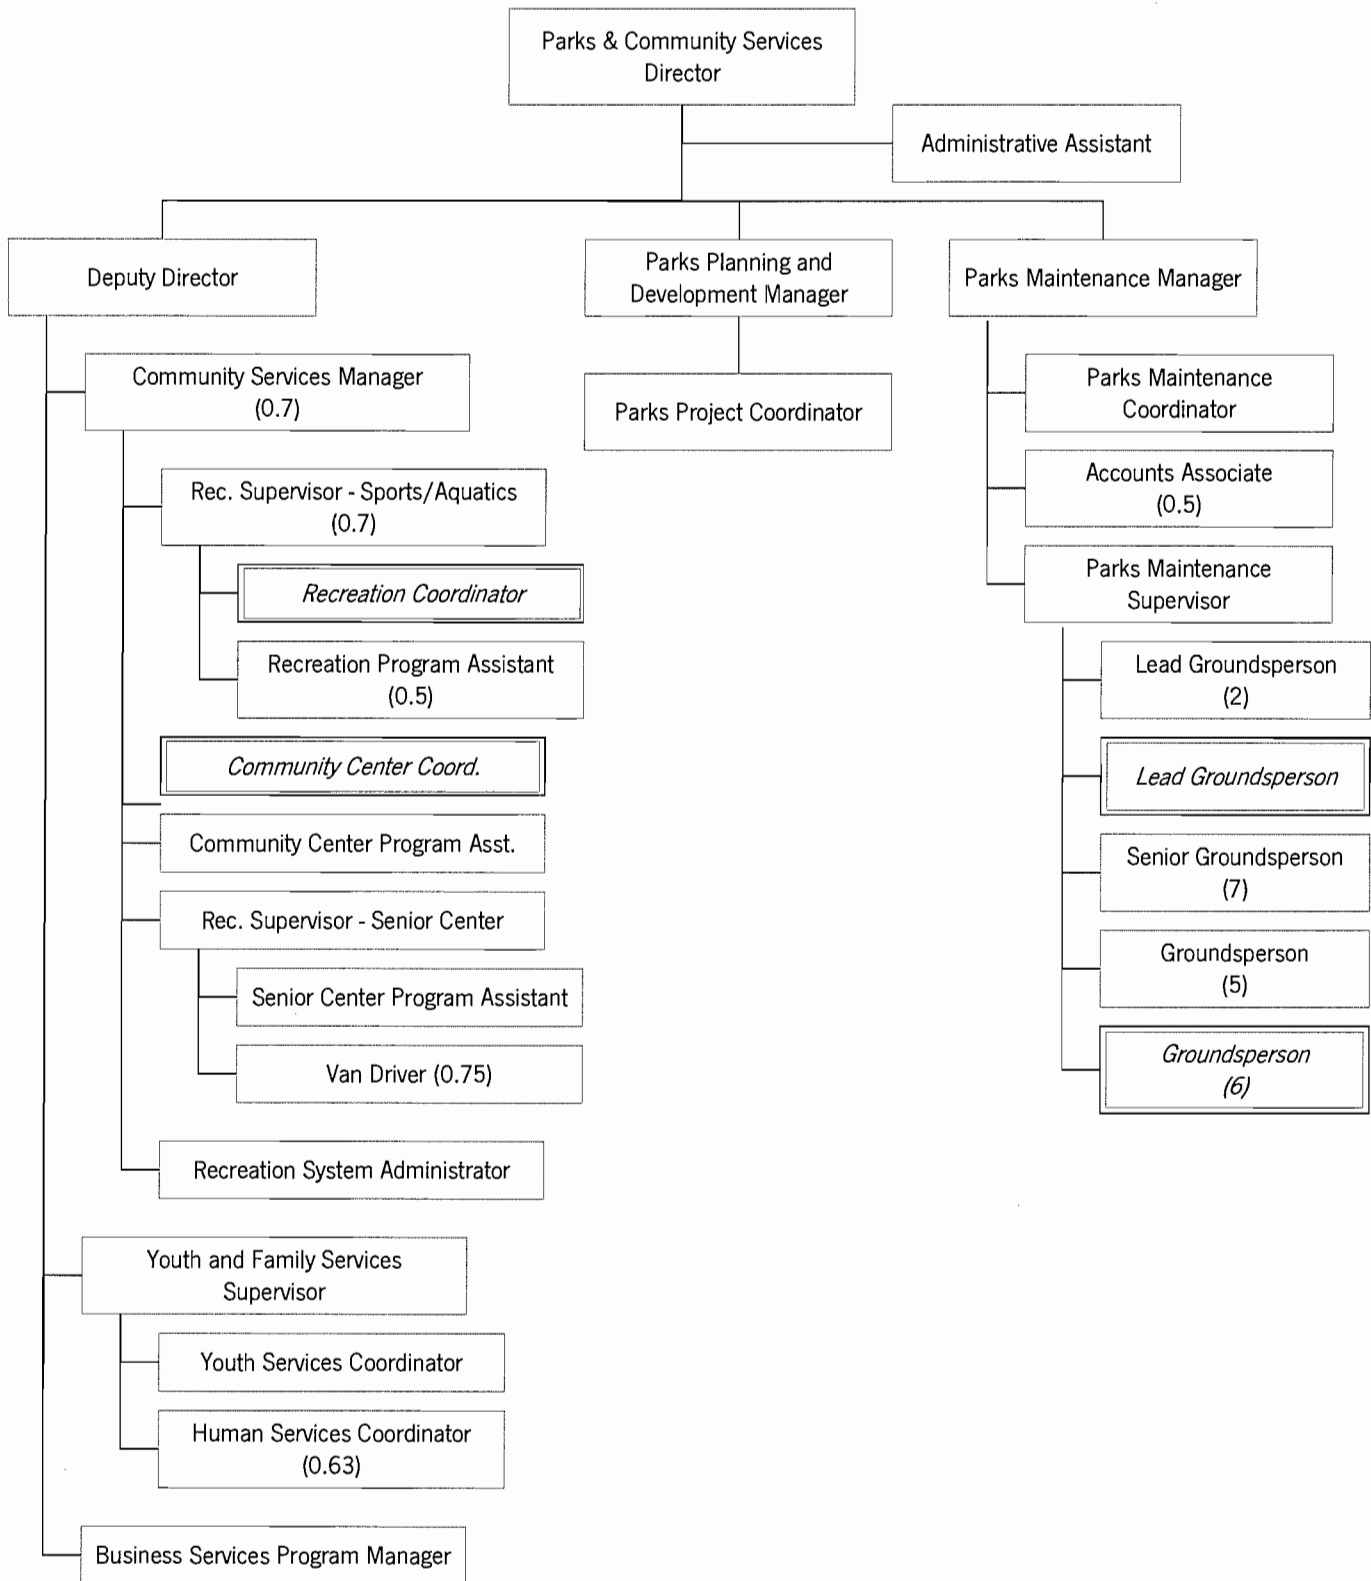 Parks & Community Services
Director
Administrative Assistant
Deputy Director
Parks Planning and
Development Manager
Parks Maintenance Manager
Community Services Manager
(0.7)
Rec. Supervisor - Sports/Aquatics
(0.7)
Recreation Coordinator
Recreation Program Assistant
(0.5)
Community Center Coord.
Community Center Program Asst.
Rec. Supervisor - Senior Center
Senior Center Program Assistant
Van Driver (0.75)
Recreation System Administrator
Youth and Family Services
Supervisor
Youth Services Coordinator
Human Services Coordinator
(0.63)
Business Services Program Manager
Parks Project Coordinator
Parks Maintenance
Coordinator
Accounts Associate
(0.5)
Parks Maintenance
Supervisor
Lead Groundsperson
(2)
Lead Groundsperson
Senior Groundsperson
(7)
Groundsperson
(5)
Groundsperson
(6)